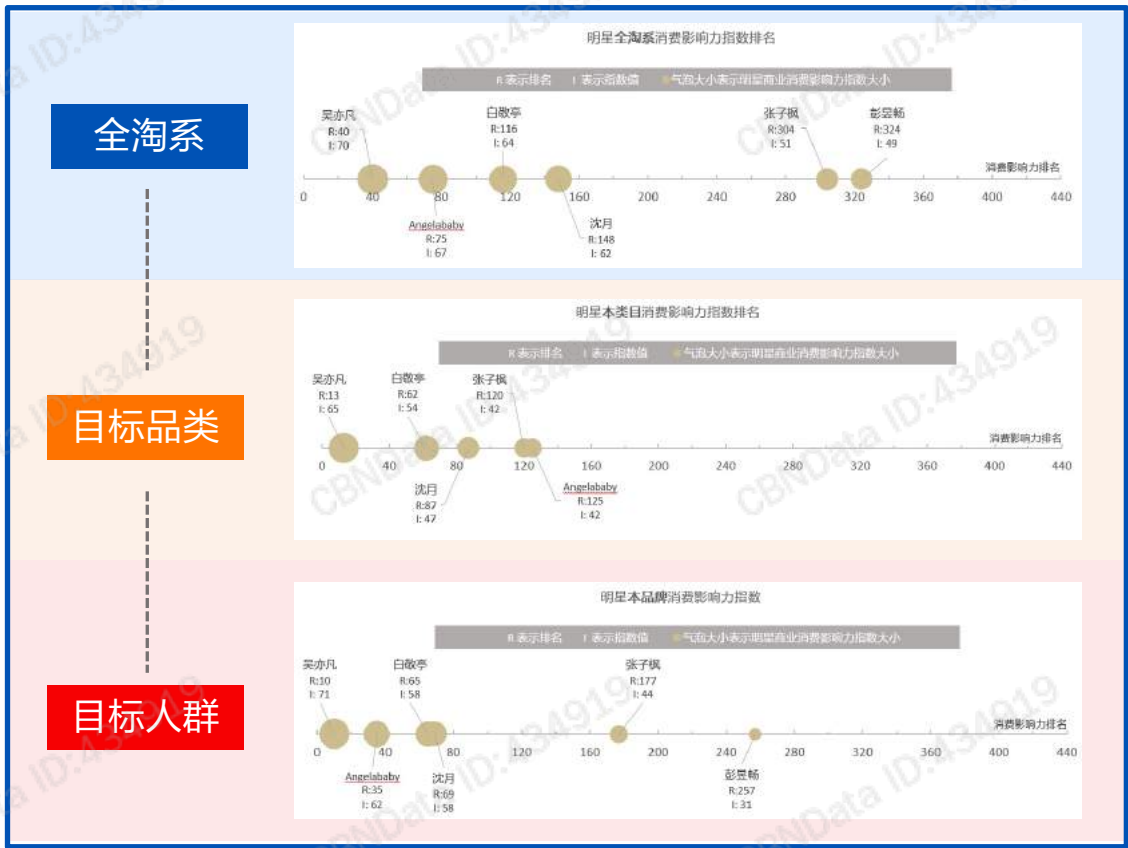 全淘系
明星全淘系消费影响力指数排名
R 表示排名 I 表示指数值 气泡大小表示明星商业消费影响力指数大小
吴亦凡
R:40
I: 70
白敬亭
R:116
I: 64
张子枫
R:304
I: 51
彭昱畅
R:324
I: 49
消费影响力排名
0 40 80 120 160 200 240 280 320 360 400 440
Angelababy
R:75
I: 67
沈月
R:148
I: 62
目标品类
明星本类目消费影响力指数排名
R 表示排名 I 表示指数值 气泡大小表示明星商业消费影响力指数大小
吴亦凡
R:13
I: 65
白敬亭
R:62
I: 54
张子枫
R:120
I: 42
消费影响力排名
0 40 80 120 160 200 240 280 320 360 400 440
沈月
R:87
I: 47
Angelababy
R:125
I: 42
目标人群
明星本品牌消费影响力指数
R 表示排名 I 表示指数值 气泡大小表示明星商业消费影响力指数大小
吴亦凡
R:10
I: 71
白敬亭
R:65
I: 58
张子枫
R:177
I: 44
消费影响力排名
0 40 80 120 160 200 240 280 320 360 400 440
Angelababy
R:35
I: 62
沈月
R:69
I: 58
彭昱畅
R:257
I: 31
CBNData ID:434919